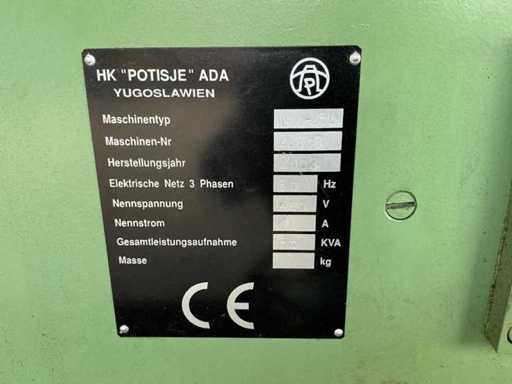 HK "POTISJE" ADA
YUGOSLAWIEN
Maschinentyp
Maschinen-Nr
Herstellungsjahr
Elektrische Netz 3 Phasen Hz
Nennspannung V
Nennstrom A
Gesamtleistungsaufnahme KVA
Masse kg
CE